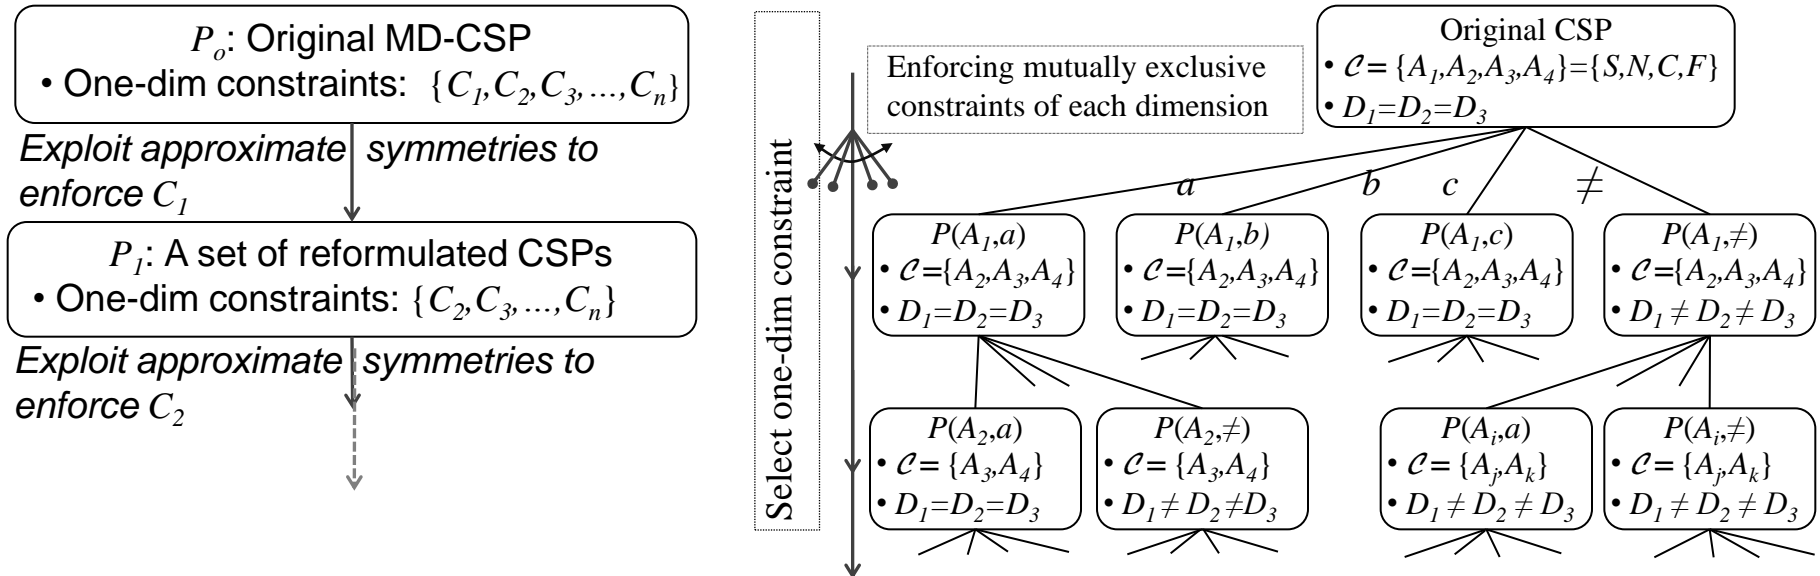 Pₒ: Original MD-CSP
• One-dim constraints: {C₁,C₂,C₃,...,Cₙ}
Exploit approximate symmetries to
enforce C₁
P₁: A set of reformulated CSPs
• One-dim constraints: {C₂,C₃,...,Cₙ}
Exploit approximate symmetries to
enforce C₂
Select one-dim constraint
Enforcing mutually exclusive
constraints of each dimension
Original CSP
• 𝒞 = {A₁,A₂,A₃,A₄}={S,N,C,F}
• D₁=D₂=D₃
a b c ≠
P(A₁,a)
• 𝒞 ={A₂,A₃,A₄}
• D₁=D₂=D₃
P(A₁,b)
• 𝒞 ={A₂,A₃,A₄}
• D₁=D₂=D₃
P(A₁,c)
• 𝒞 ={A₂,A₃,A₄}
• D₁=D₂=D₃
P(A₁,≠)
• 𝒞 ={A₂,A₃,A₄}
• D₁ ≠ D₂ ≠ D₃
P(A₂,a)
• 𝒞 = {A₃,A₄}
• D₁=D₂=D₃
P(A₂,≠)
• 𝒞 = {A₃,A₄}
• D₁ ≠ D₂ ≠D₃
P(Aᵢ,a)
• 𝒞 = {Aⱼ,Aₖ}
• D₁ ≠ D₂ ≠ D₃
P(Aᵢ,≠)
• 𝒞 = {Aⱼ,Aₖ}
• D₁ ≠ D₂ ≠ D₃